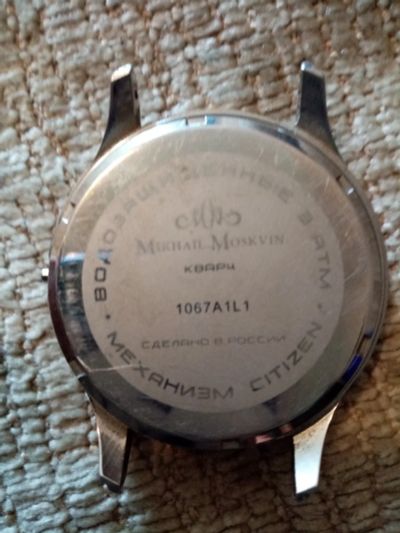 ВОДОЗАЩИЩЕННЫЕ 3 АТМ
MIKHAIL MOSKVIN
КВАРЦ
1067A1L1
СДЕЛАНО В РОССИИ
МЕХАНИЗМ CITIZEN